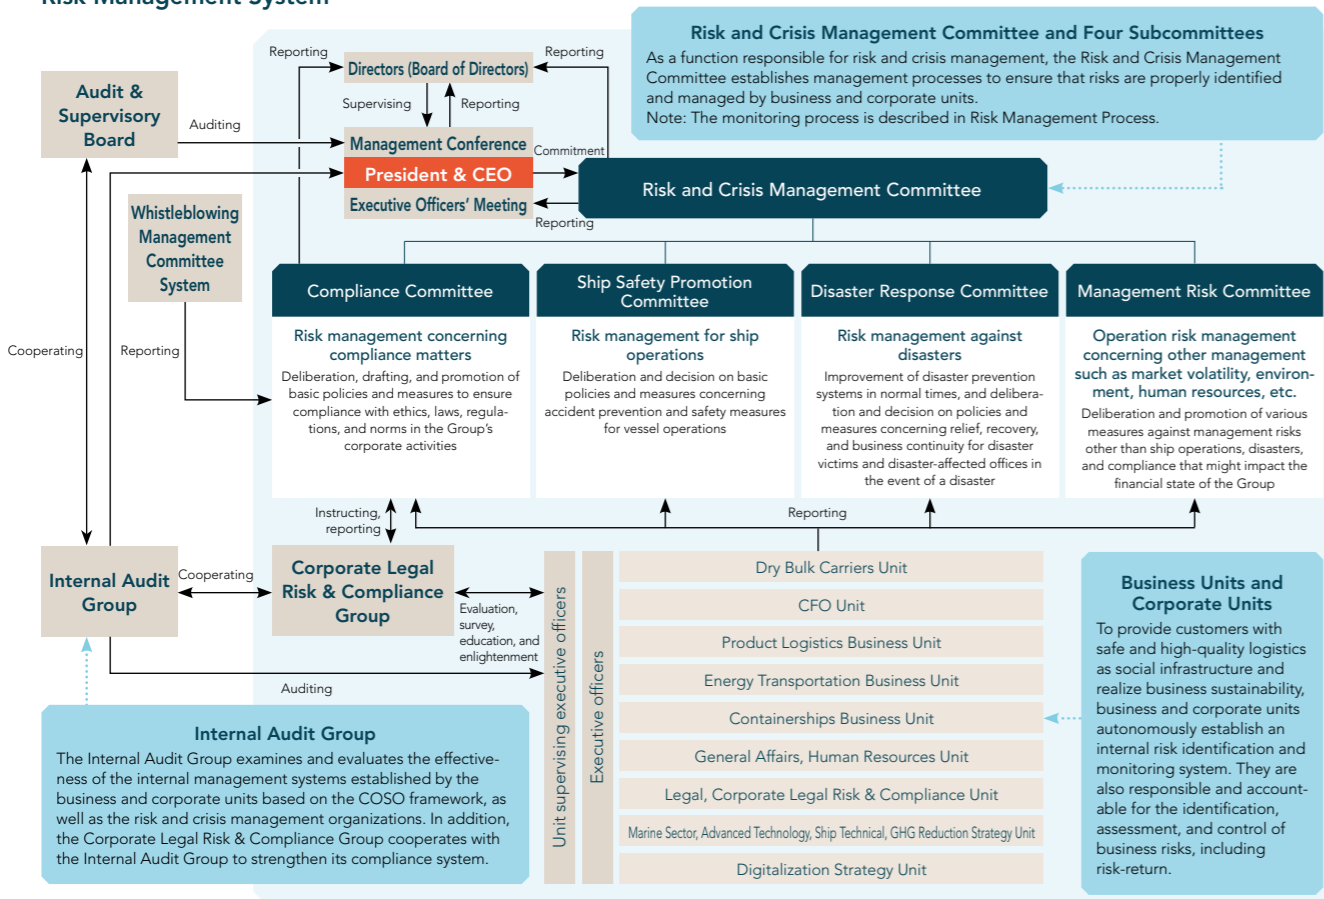 Risk Management System
Risk and Crisis Management Committee and Four Subcommittees
As a function responsible for risk and crisis management, the Risk and Crisis Management
Committee establishes management processes to ensure that risks are properly identified
and managed by business and corporate units.
Note: The monitoring process is described in Risk Management Process.
Reporting
Directors (Board of Directors)
Reporting
Audit &
Supervisory
Board
Supervising
Reporting
Auditing
Management Conference
Commitment
President & CEO
Executive Officers' Meeting
Reporting
Risk and Crisis Management Committee
Whistleblowing
Management
Committee
System
Cooperating
Reporting
Compliance Committee
Risk management concerning
compliance matters
Deliberation, drafting, and promotion of
basic policies and measures to ensure
compliance with ethics, laws, regula-
tions, and norms in the Group's
corporate activities
Ship Safety Promotion
Committee
Risk management for ship
operations
Deliberation and decision on basic
policies and measures concerning
accident prevention and safety measures
for vessel operations
Disaster Response Committee
Risk management against
disasters
Improvement of disaster prevention
systems in normal times, and delibera-
tion and decision on policies and
measures concerning relief, recovery,
and business continuity for disaster
victims and disaster-affected offices in
the event of a disaster
Management Risk Committee
Operation risk management
concerning other management
such as market volatility, environ-
ment, human resources, etc.
Deliberation and promotion of various
measures against management risks
other than ship operations, disasters,
and compliance that might impact the
financial state of the Group
Instructing,
reporting
Reporting
Internal Audit
Group
Cooperating
Corporate Legal
Risk & Compliance
Group
Evaluation,
survey,
education, and
enlightenment
Auditing
Unit supervising executive officers
Executive officers
Dry Bulk Carriers Unit
CFO Unit
Product Logistics Business Unit
Energy Transportation Business Unit
Containerships Business Unit
General Affairs, Human Resources Unit
Legal, Corporate Legal Risk & Compliance Unit
Marine Sector, Advanced Technology, Ship Technical, GHG Reduction Strategy Unit
Digitalization Strategy Unit
Business Units and
Corporate Units
To provide customers with
safe and high-quality logistics
as social infrastructure and
realize business sustainability,
business and corporate units
autonomously establish an
internal risk identification and
monitoring system. They are
also responsible and account-
able for the identification,
assessment, and control of
business risks, including
risk-return.
Internal Audit Group
The Internal Audit Group examines and evaluates the effective-
ness of the internal management systems established by the
business and corporate units based on the COSO framework, as
well as the risk and crisis management organizations. In addition,
the Corporate Legal Risk & Compliance Group cooperates with
the Internal Audit Group to strengthen its compliance system.